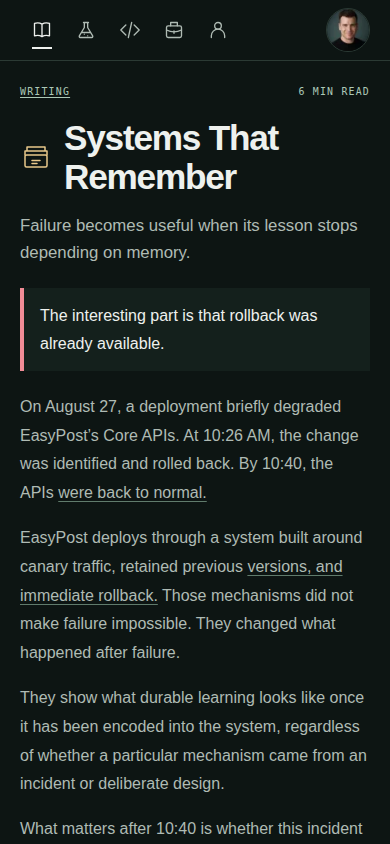 WRITING
6 MIN READ
Systems That
Remember
Failure becomes useful when its lesson stops
depending on memory.
The interesting part is that rollback was
already available.
On August 27, a deployment briefly degraded
EasyPost's Core APIs. At 10:26 AM, the change
was identified and rolled back. By 10:40, the
APIs were back to normal.
EasyPost deploys through a system built around
canary traffic, retained previous versions, and
immediate rollback. Those mechanisms did not
make failure impossible. They changed what
happened after failure.
They show what durable learning looks like once
it has been encoded into the system, regardless
of whether a particular mechanism came from an
incident or deliberate design.
What matters after 10:40 is whether this incident